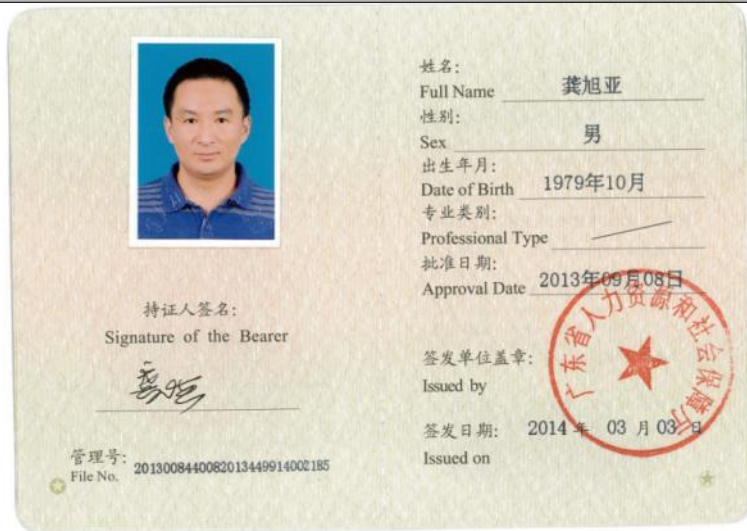 姓名:
Full Name 龚旭亚
性别:
Sex 男
出生年月:
Date of Birth 1979年10月
专业类别:
Professional Type
批准日期:
Approval Date 2013年09月08日
持证人签名:
Signature of the Bearer
签发单位盖章:
Issued by
广东省人力资源和社会保障厅
签发日期: 2014 年 03 月 03 日
Issued on
管理号:
File No. 2013008440082013449914002185